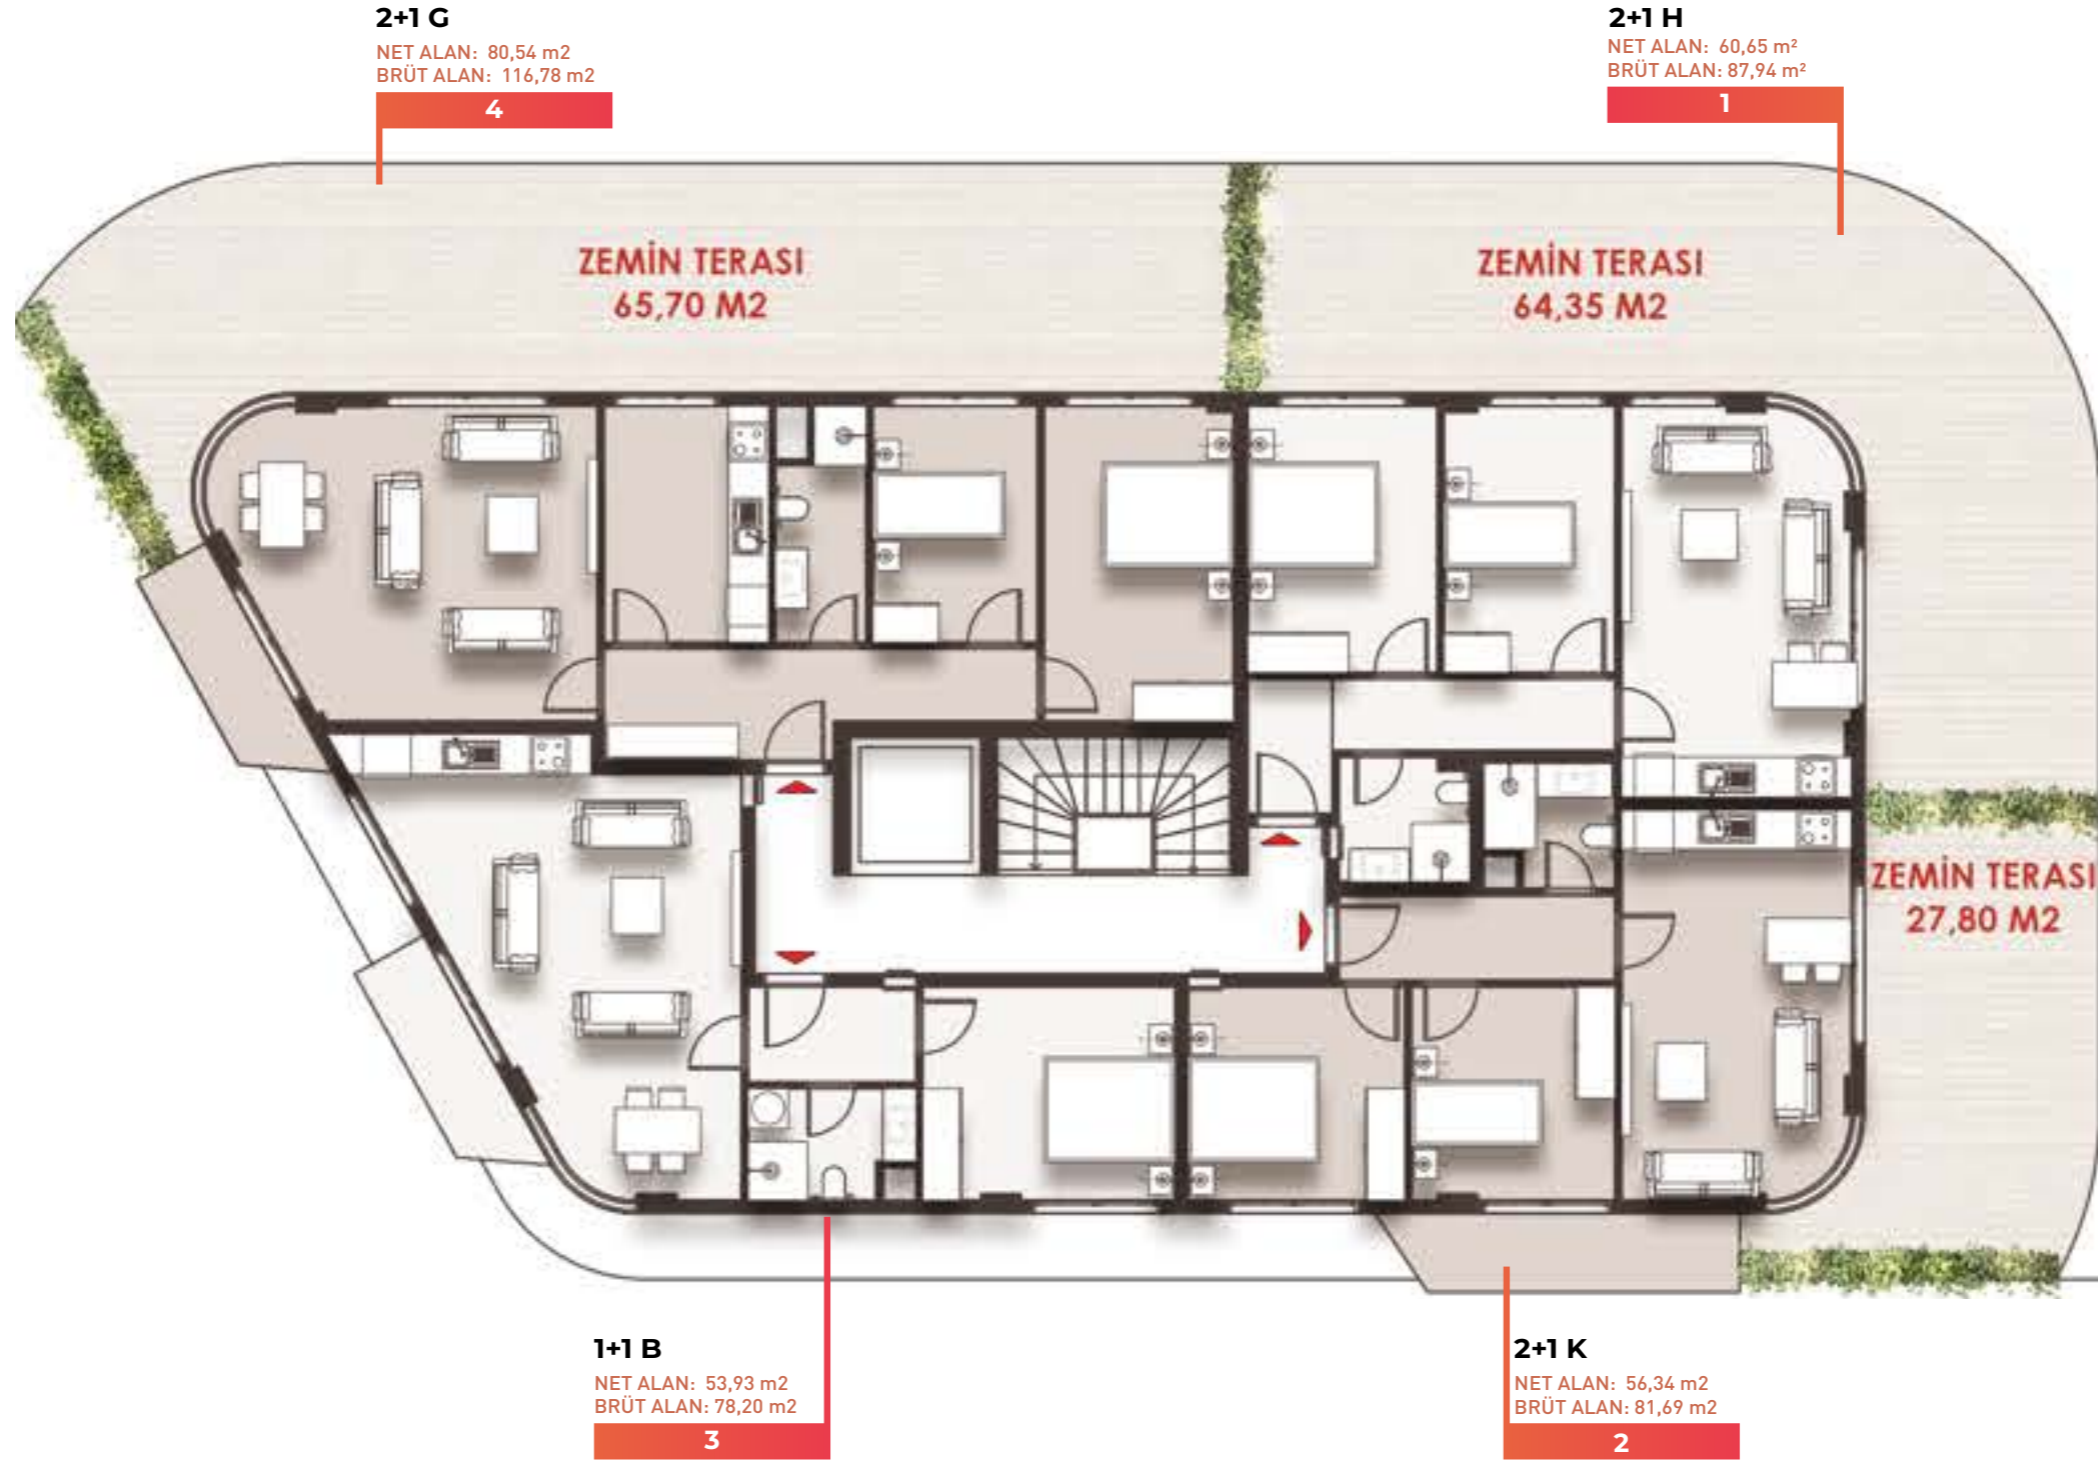 2+1 G
NET ALAN: 80,54 m2
BRÜT ALAN: 116,78 m2
4
2+1 H
NET ALAN: 60,65 m²
BRÜT ALAN: 87,94 m²
1
ZEMİN TERASI
65,70 M2
ZEMİN TERASI
64,35 M2
ZEMİN TERASI
27,80 M2
1+1 B
NET ALAN: 53,93 m2
BRÜT ALAN: 78,20 m2
3
2+1 K
NET ALAN: 56,34 m2
BRÜT ALAN: 81,69 m2
2